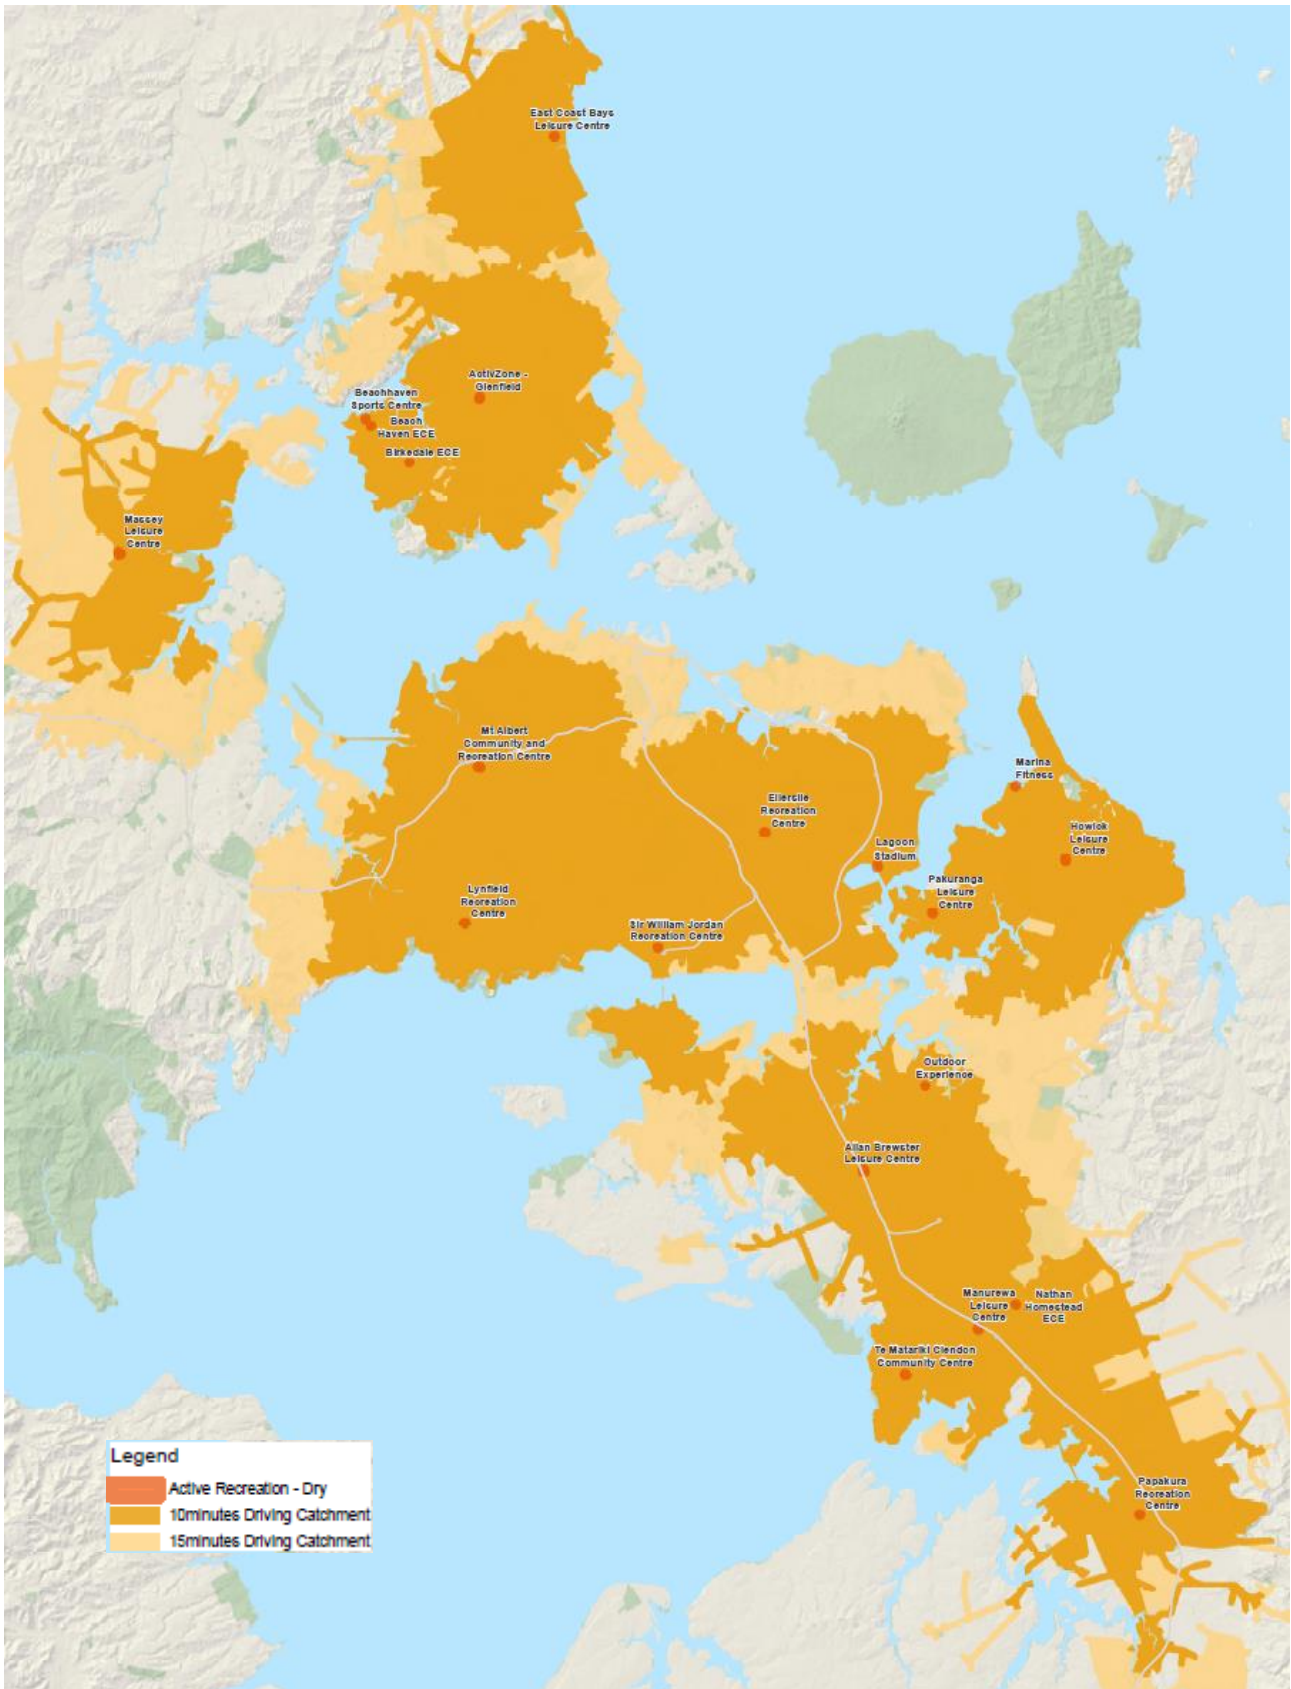 East Coast Bays
Leisure Centre
ActivZone -
Glenfield
Beachhaven
Sports Centre
Beach
Haven ECE
Birkedale ECE
Massey
Leisure
Centre
Mt Albert
Community and
Recreation Centre
Marina
Fitness
Ellerslie
Recreation
Centre
Howick
Leisure
Centre
Lagoon
Stadium
Pakuranga
Leisure
Centre
Lynfield
Recreation
Centre
Sir William Jordan
Recreation Centre
Outdoor
Experience
Allan Brewster
Leisure Centre
Manurewa
Leisure
Centre
Nathan
Homestead
ECE
Te Matariki Clendon
Community Centre
Papakura
Recreation
Centre
Legend
Active Recreation - Dry
10minutes Driving Catchment
15minutes Driving Catchment